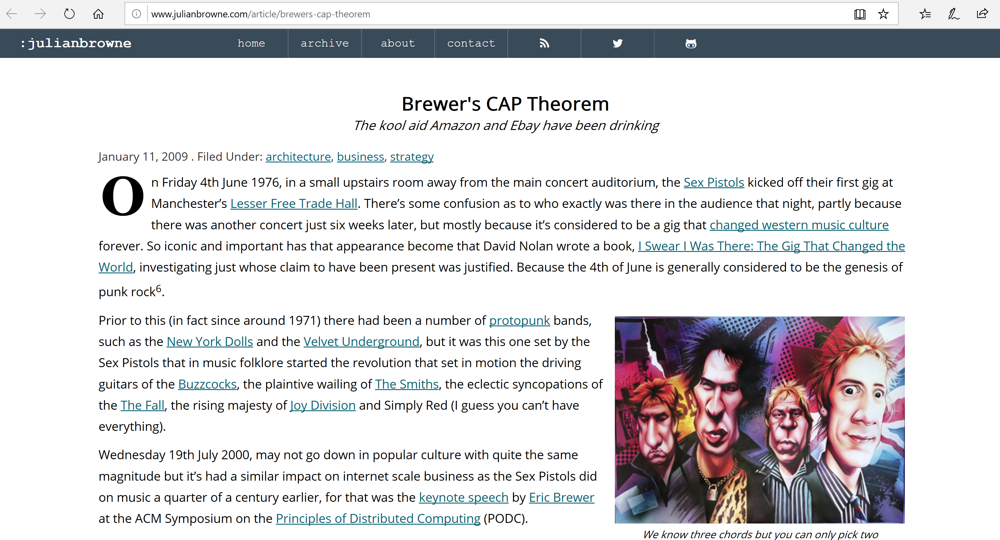 www.julianbrowne.com/article/brewers-cap-theorem
:julianbrowne home archive about contact
Brewer's CAP Theorem
The kool aid Amazon and Ebay have been drinking
January 11, 2009 . Filed Under: architecture, business, strategy
On Friday 4th June 1976, in a small upstairs room away from the main concert auditorium, the Sex Pistols kicked off their first gig at
Manchester’s Lesser Free Trade Hall. There’s some confusion as to who exactly was there in the audience that night, partly because
there was another concert just six weeks later, but mostly because it’s considered to be a gig that changed western music culture
forever. So iconic and important has that appearance become that David Nolan wrote a book, I Swear I Was There: The Gig That Changed the
World, investigating just whose claim to have been present was justified. Because the 4th of June is generally considered to be the genesis of
punk rock6.
Prior to this (in fact since around 1971) there had been a number of protopunk bands,
such as the New York Dolls and the Velvet Underground, but it was this one set by the
Sex Pistols that in music folklore started the revolution that set in motion the driving
guitars of the Buzzcocks, the plaintive wailing of The Smiths, the eclectic syncopations of
the The Fall, the rising majesty of Joy Division and Simply Red (I guess you can’t have
everything).
Wednesday 19th July 2000, may not go down in popular culture with quite the same
magnitude but it’s had a similar impact on internet scale business as the Sex Pistols did
on music a quarter of a century earlier, for that was the keynote speech by Eric Brewer
at the ACM Symposium on the Principles of Distributed Computing (PODC).
We know three chords but you can only pick two